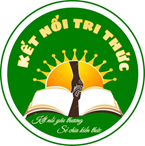 KẾT NỐI TRI THỨC
Kết nối yêu thương
Sẻ chia kiến thức